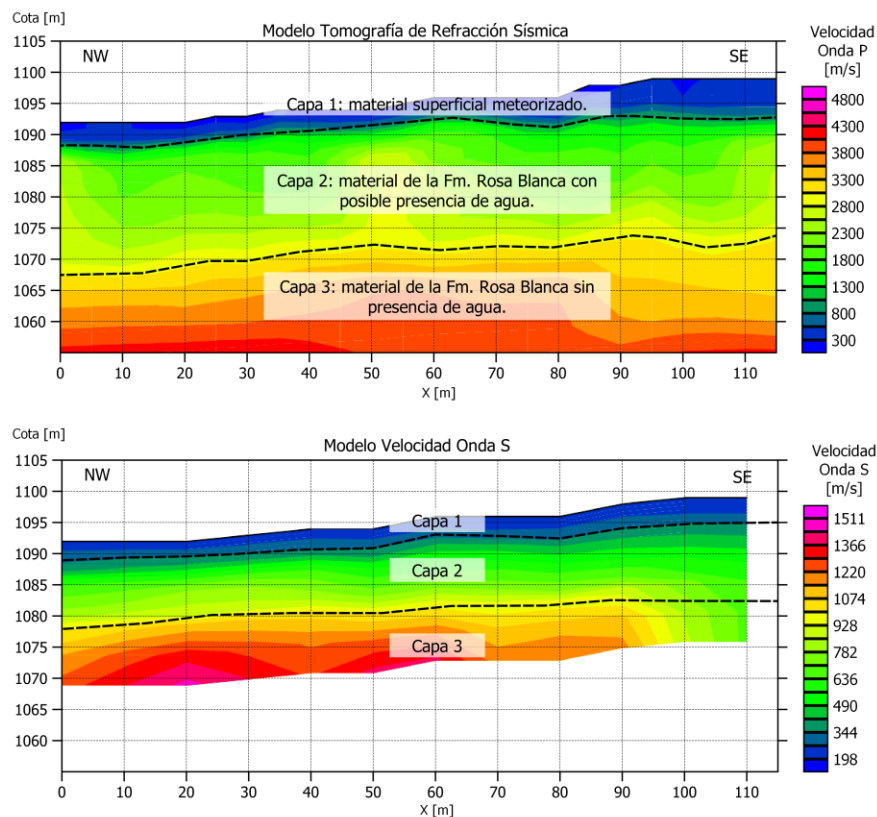 Cota [m]
Modelo Tomografía de Refracción Sísmica
Velocidad
Onda P
[m/s]
1105
NW
SE
1100
1095
1090
1085
1080
1075
1070
1065
1060
Capa 1: material superficial meteorizado.
Capa 2: material de la Fm. Rosa Blanca con
posible presencia de agua.
Capa 3: material de la Fm. Rosa Blanca sin
presencia de agua.
4800
4300
3800
3300
2800
2300
1800
1300
800
300
0 10 20 30 40 50 60 70 80 90 100 110
X [m]
Cota [m]
Modelo Velocidad Onda S
Velocidad
Onda S
[m/s]
1105
NW
SE
1100
1095
1090
1085
1080
1075
1070
1065
1060
Capa 1
Capa 2
Capa 3
1511
1366
1220
1074
928
782
636
490
344
198
0 10 20 30 40 50 60 70 80 90 100 110
X [m]